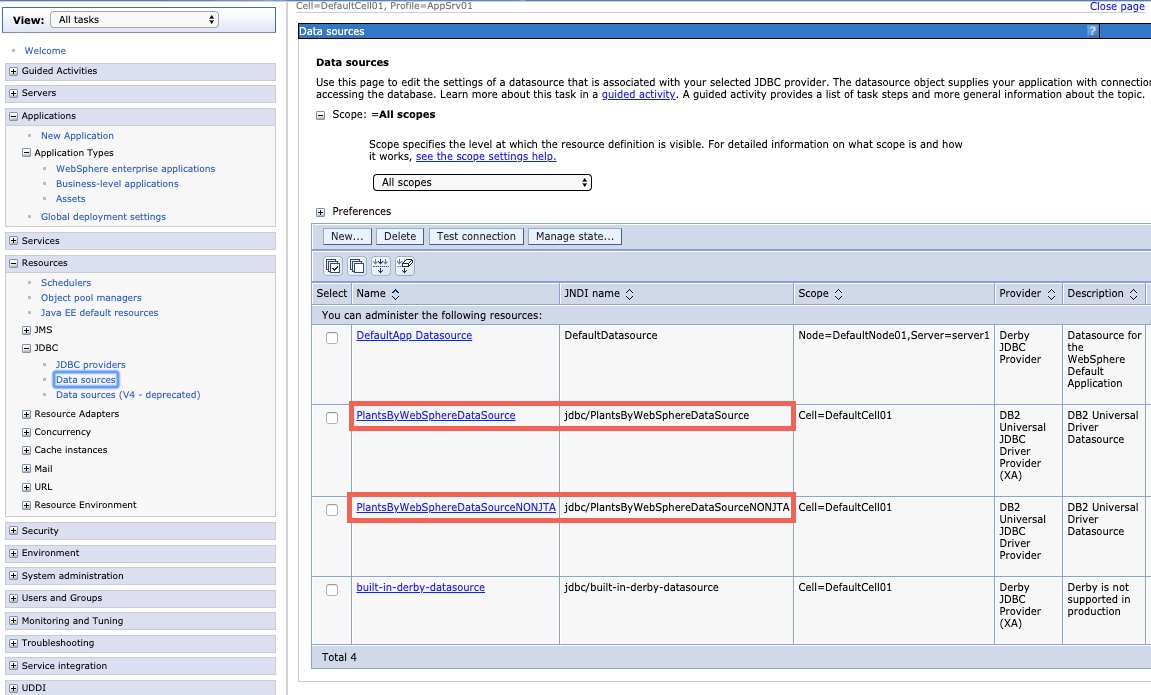 Cell=DefaultCell01, Profile=AppSrv01
Close page
View: All tasks
Welcome
Guided Activities
Servers
Applications
New Application
Application Types
WebSphere enterprise applications
Business-level applications
Assets
Global deployment settings
Services
Resources
Schedulers
Object pool managers
Java EE default resources
JMS
JDBC
JDBC providers
Data sources
Data sources (V4 - deprecated)
Resource Adapters
Concurrency
Cache instances
Mail
URL
Resource Environment
Security
Environment
System administration
Users and Groups
Monitoring and Tuning
Troubleshooting
Service integration
UDDI
Data sources ?
Data sources
Use this page to edit the settings of a datasource that is associated with your selected JDBC provider. The datasource object supplies your application with connection
accessing the database. Learn more about this task in a guided activity. A guided activity provides a list of task steps and more general information about the topic.
Scope: =All scopes
Scope specifies the level at which the resource definition is visible. For detailed information on what scope is and how
it works, see the scope settings help.
All scopes
Preferences
New... Delete Test connection Manage state...
Select Name JNDI name Scope Provider Description
You can administer the following resources:
DefaultApp Datasource DefaultDatasource Node=DefaultNode01,Server=server1 Derby Datasource for
JDBC the
Provider WebSphere
Default
Application
PlantsByWebSphereDataSource jdbc/PlantsByWebSphereDataSource Cell=DefaultCell01 DB2 DB2 Universal
Universal Driver
JDBC Datasource
Driver
Provider
(XA)
PlantsByWebSphereDataSourceNONJTA jdbc/PlantsByWebSphereDataSourceNONJTA Cell=DefaultCell01 DB2 DB2 Universal
Universal Driver
JDBC Datasource
Driver
Provider
built-in-derby-datasource jdbc/built-in-derby-datasource Cell=DefaultCell01 Derby Derby is not
JDBC supported in
Provider production
(XA)
Total 4